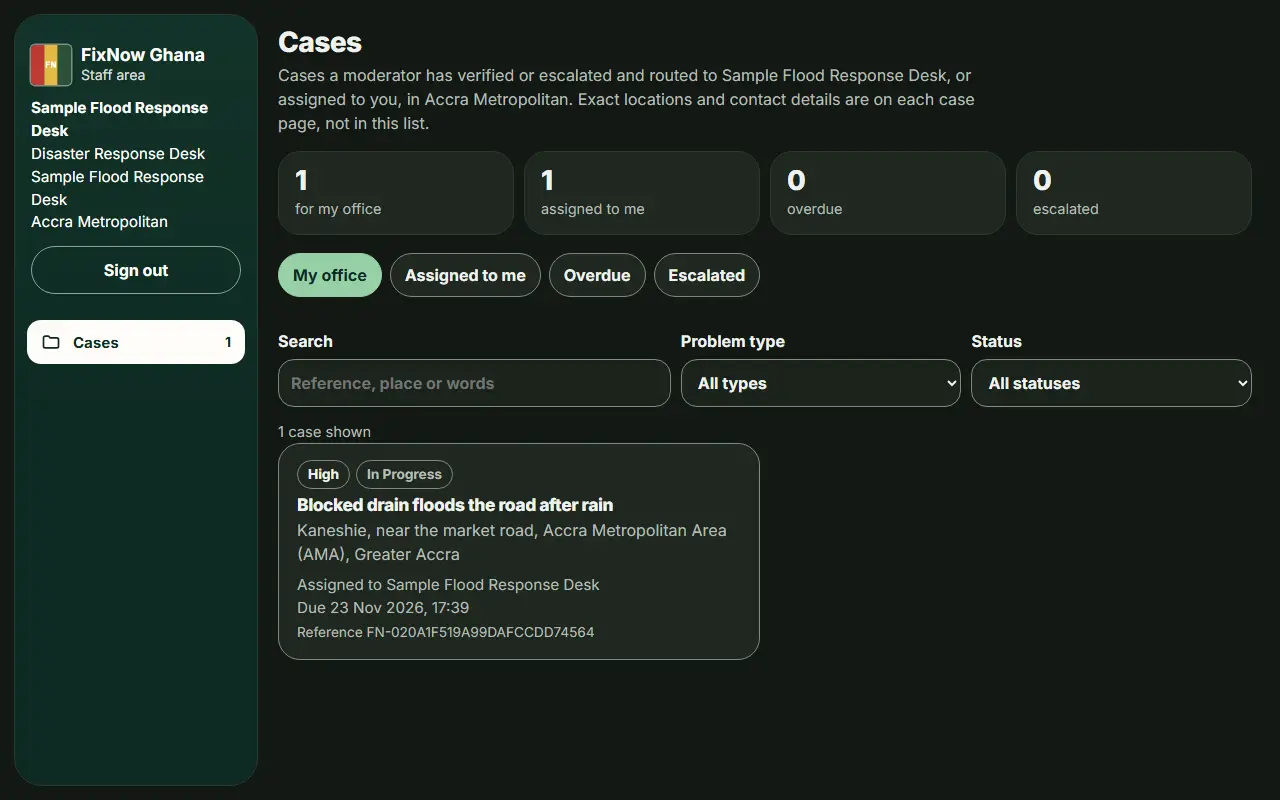 FN
FixNow Ghana
Staff area
Sample Flood Response
Desk
Disaster Response Desk
Sample Flood Response
Desk
Accra Metropolitan
Sign out
Cases 1
Cases
Cases a moderator has verified or escalated and routed to Sample Flood Response Desk, or
assigned to you, in Accra Metropolitan. Exact locations and contact details are on each case
page, not in this list.
1
for my office
1
assigned to me
0
overdue
0
escalated
My office
Assigned to me
Overdue
Escalated
Search
Reference, place or words
Problem type
All types
Status
All statuses
1 case shown
High
In Progress
Blocked drain floods the road after rain
Kaneshie, near the market road, Accra Metropolitan Area
(AMA), Greater Accra
Assigned to Sample Flood Response Desk
Due 23 Nov 2026, 17:39
Reference FN-020A1F519A99DAFCCDD74564